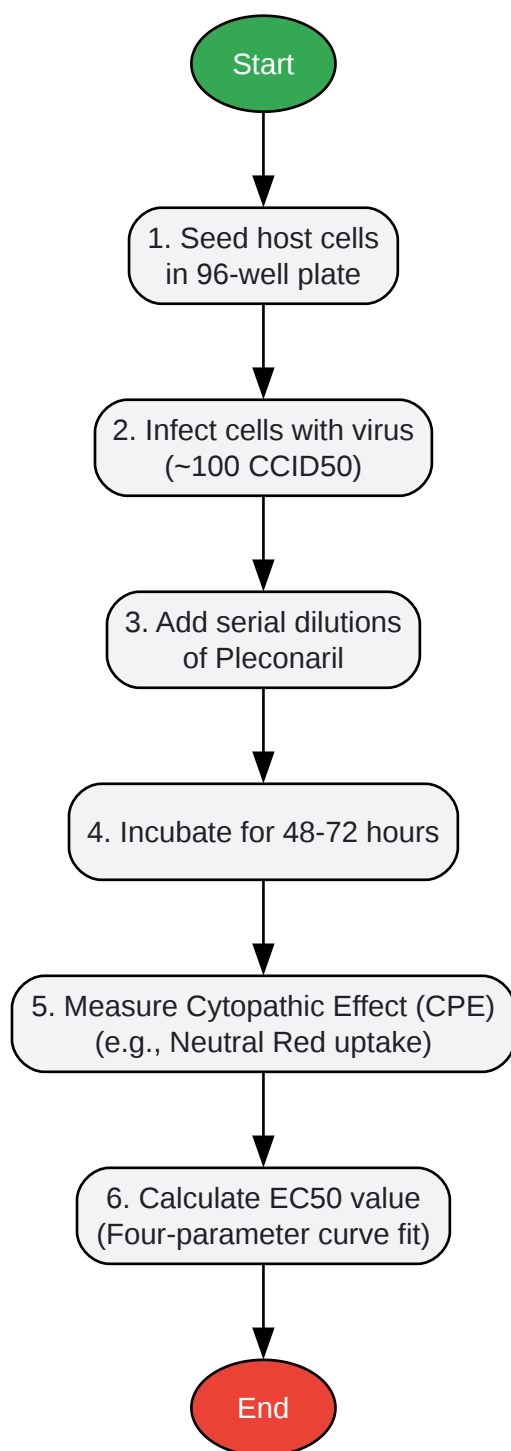 Start
1. Seed host cells
in 96-well plate
2. Infect cells with virus
(~100 CCID50)
3. Add serial dilutions
of Pleconaril
4. Incubate for 48-72 hours
5. Measure Cytopathic Effect (CPE)
(e.g., Neutral Red uptake)
6. Calculate EC50 value
(Four-parameter curve fit)
End